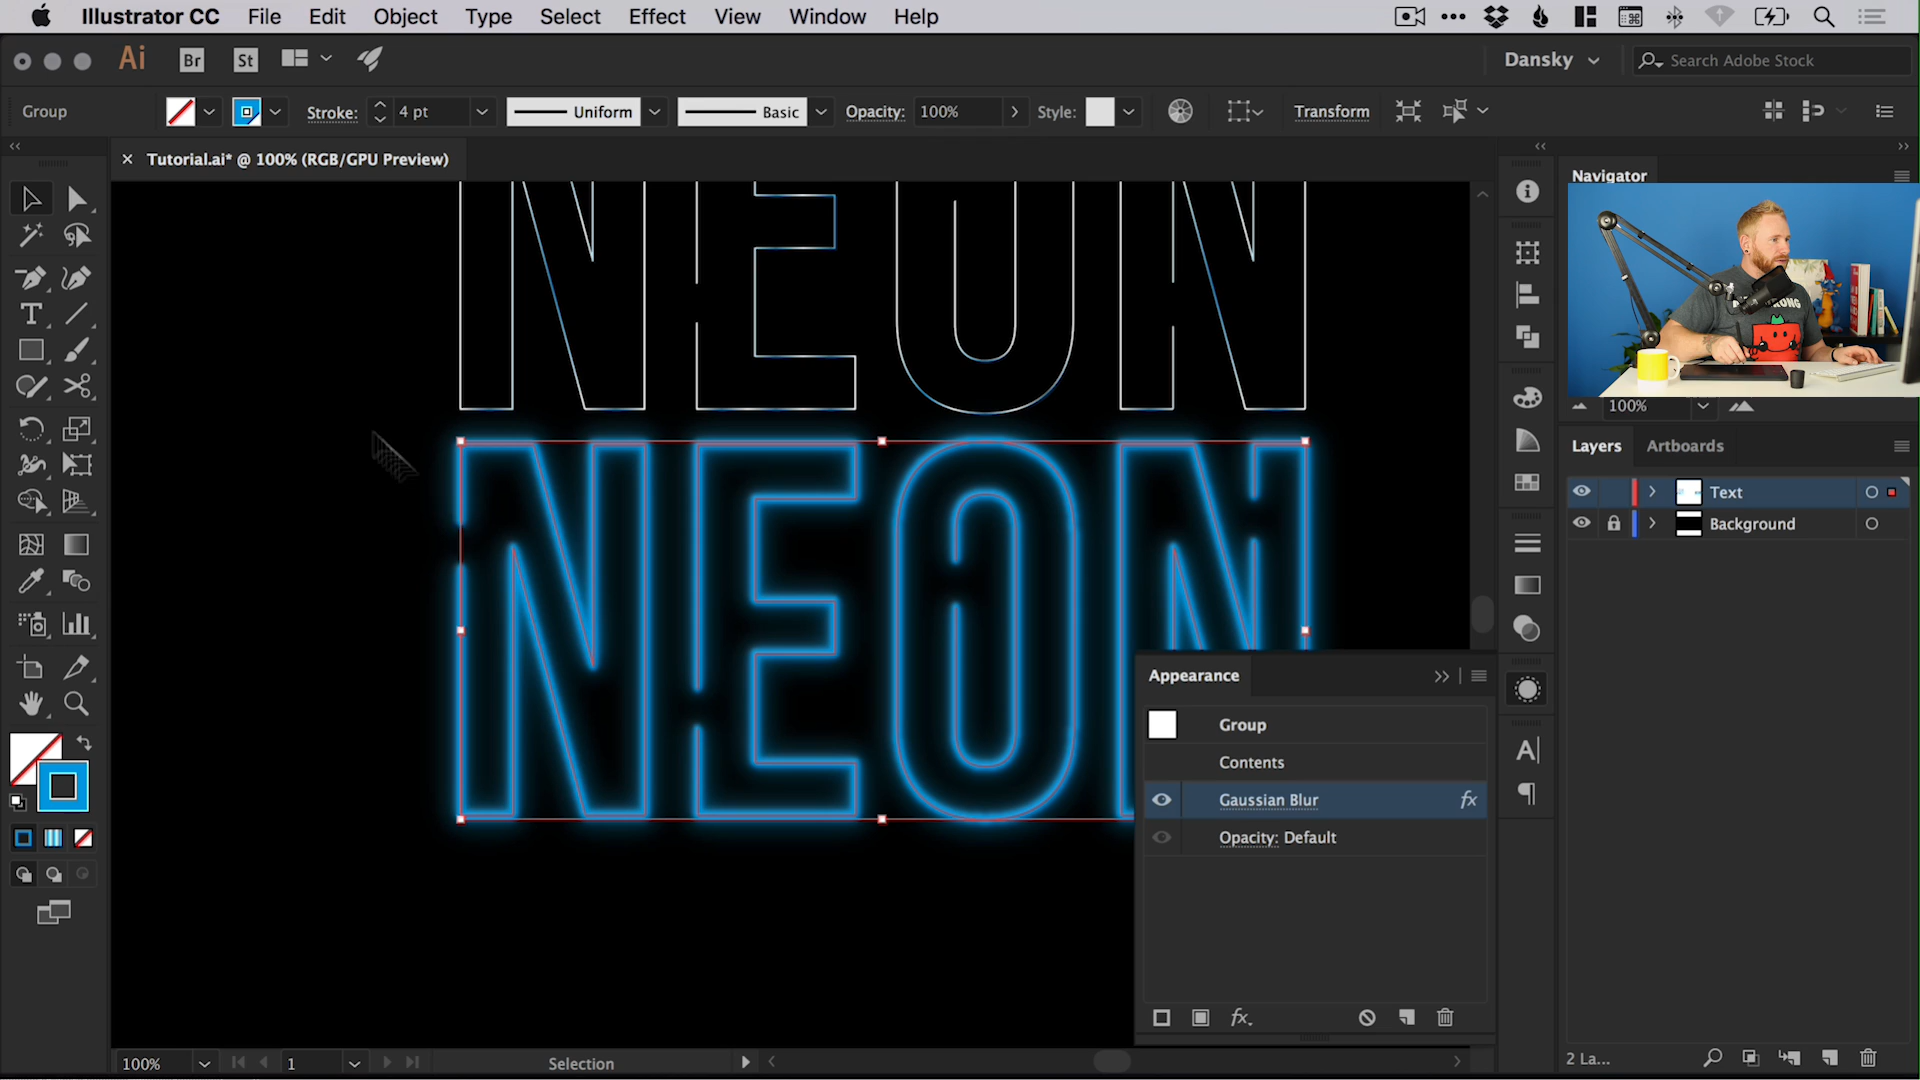 Illustrator CC File Edit Object Type Select Effect View Window Help
Ai Br St Dansky Search Adobe Stock
Group Stroke: 4 pt Uniform Basic Opacity: 100% Style: Transform
Tutorial.ai* @ 100% (RGB/GPU Preview)
Navigator
NEON
100%
Layers Artboards
Text
Background
NEON
Appearance
Group
Contents
Gaussian Blur fx
Opacity: Default
fx.
100% 1 Selection
2 La...